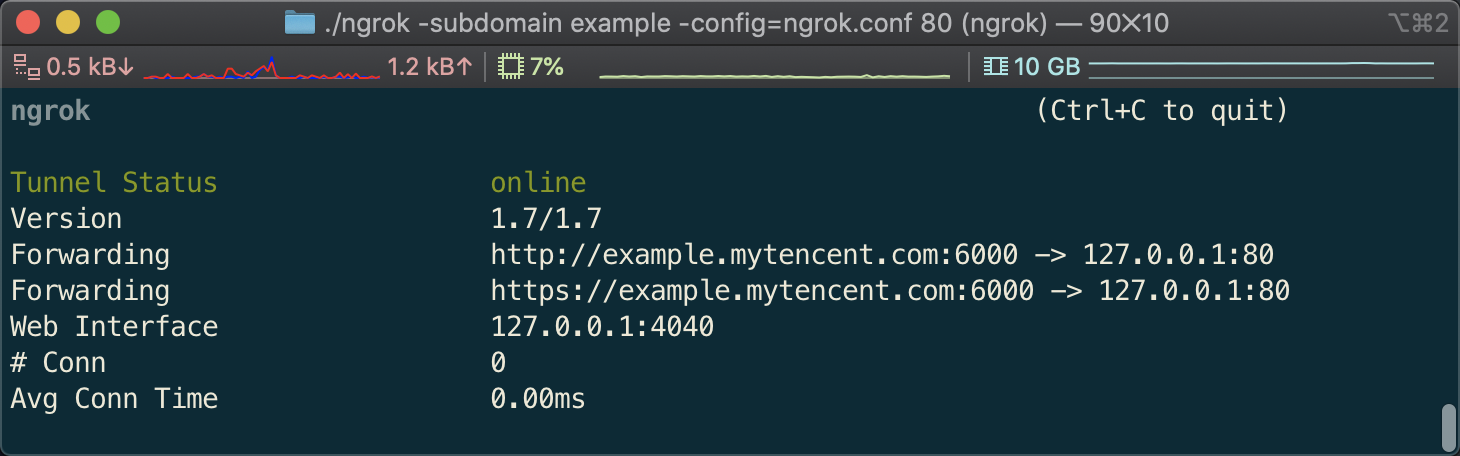 ./ngrok -subdomain example -config=ngrok.conf 80 (ngrok) — 90✕10 ⌥⌘2
0.5 kB↓ 1.2 kB↑ 7% 10 GB
ngrok (Ctrl+C to quit)
Tunnel Status online
Version 1.7/1.7
Forwarding http://example.mytencent.com:6000 -> 127.0.0.1:80
Forwarding https://example.mytencent.com:6000 -> 127.0.0.1:80
Web Interface 127.0.0.1:4040
# Conn 0
Avg Conn Time 0.00ms